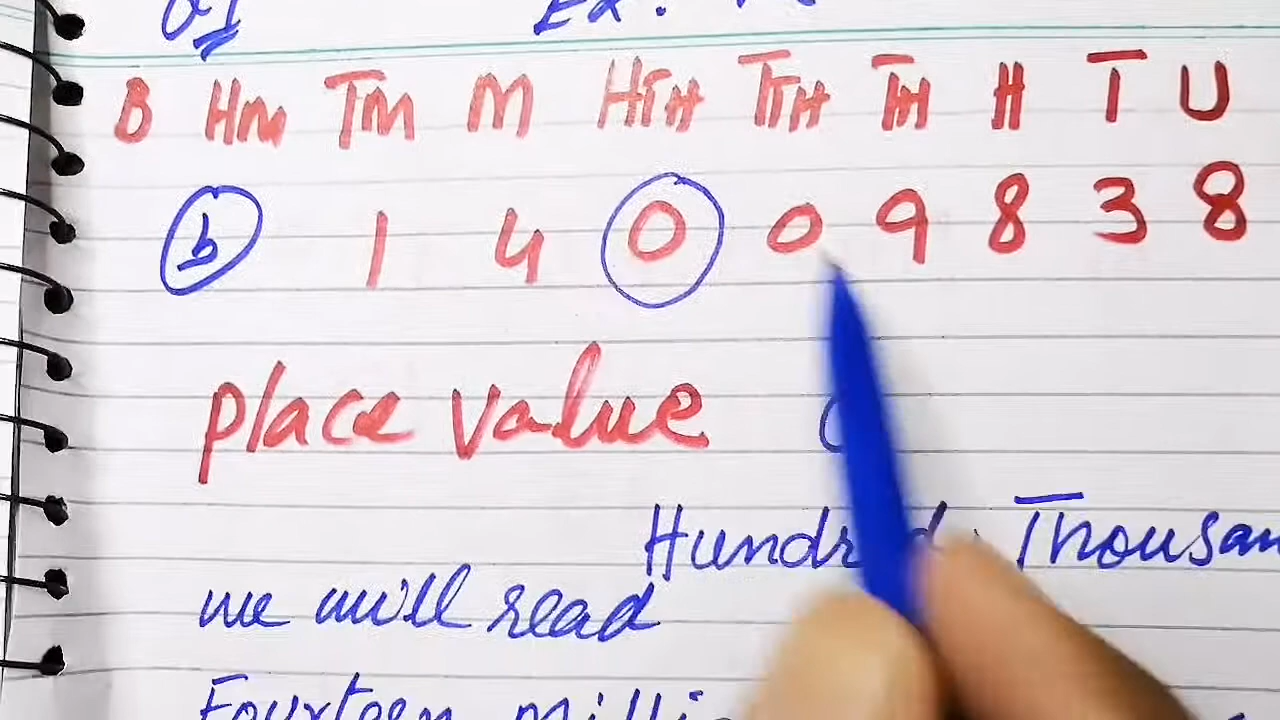 B HM TM M HTH TTH TH H T U
b 1 4 0 0 9 8 3 8
place value
Hundred
we will read
Fourteen